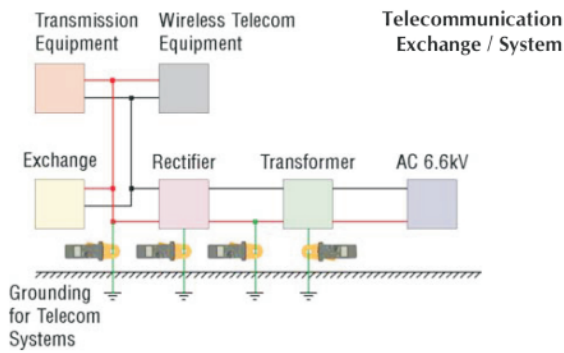 Transmission Equipment
Wireless Telecom Equipment
Telecommunication
Exchange / System
Exchange
Rectifier
Transformer
AC 6.6kV
Grounding
for Telecom
Systems